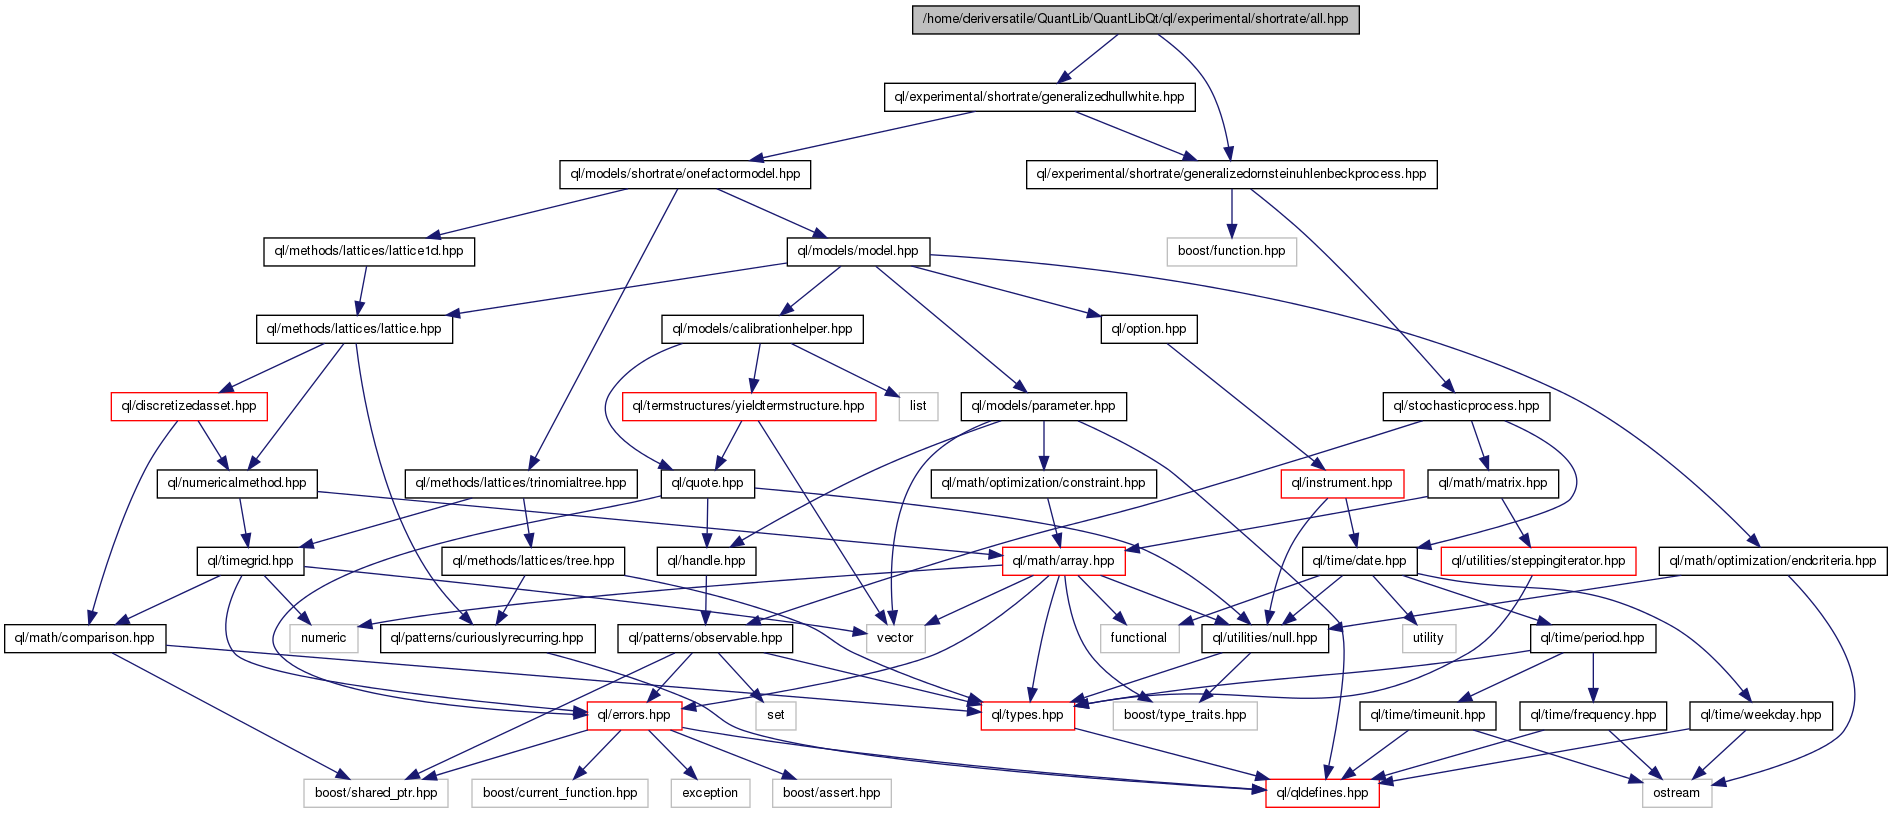 /home/deriversatile/QuantLib/QuantLibQt/ql/experimental/shortrate/all.hpp
ql/experimental/shortrate/generalizedhullwhite.hpp
ql/models/shortrate/onefactormodel.hpp
ql/experimental/shortrate/generalizedornsteinuhlenbeckprocess.hpp
ql/methods/lattices/lattice1d.hpp
ql/models/model.hpp
boost/function.hpp
ql/methods/lattices/lattice.hpp
ql/models/calibrationhelper.hpp
ql/option.hpp
ql/discretizedasset.hpp
ql/termstructures/yieldtermstructure.hpp
list
ql/models/parameter.hpp
ql/stochasticprocess.hpp
ql/numericalmethod.hpp
ql/methods/lattices/trinomialtree.hpp
ql/quote.hpp
ql/math/optimization/constraint.hpp
ql/instrument.hpp
ql/math/matrix.hpp
ql/timegrid.hpp
ql/methods/lattices/tree.hpp
ql/handle.hpp
ql/math/array.hpp
ql/time/date.hpp
ql/utilities/steppingiterator.hpp
ql/math/optimization/endcriteria.hpp
ql/math/comparison.hpp
numeric
ql/patterns/curiouslyrecurring.hpp
ql/patterns/observable.hpp
vector
functional
ql/utilities/null.hpp
utility
ql/time/period.hpp
ql/errors.hpp
set
ql/types.hpp
boost/type_traits.hpp
ql/time/timeunit.hpp
ql/time/frequency.hpp
ql/time/weekday.hpp
boost/shared_ptr.hpp
boost/current_function.hpp
exception
boost/assert.hpp
ql/qldefines.hpp
ostream